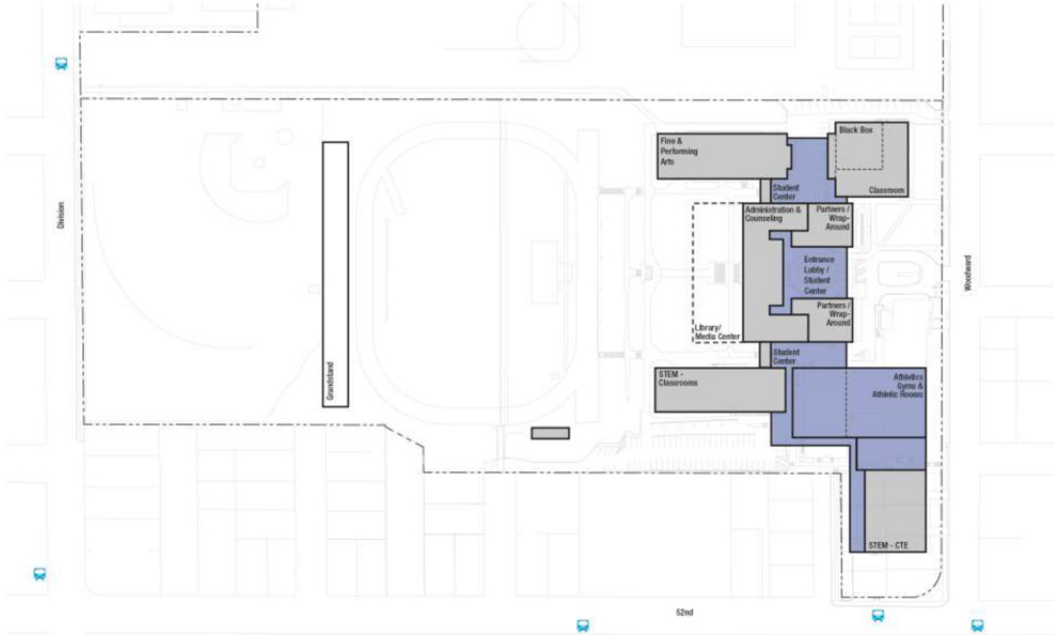 Fine &
Performing
Arts
Black Box
Classroom
Student
Center
Administration &
Counseling
Partners /
Wrap-
Around
Division
Entrance
Lobby /
Student
Center
Woodward
Partners /
Wrap-
Around
Library/
Media Center
Student
Center
Grandstand
STEM –
Classrooms
Athletics
Gyms &
Athletic Rooms
STEM – CTE
52nd